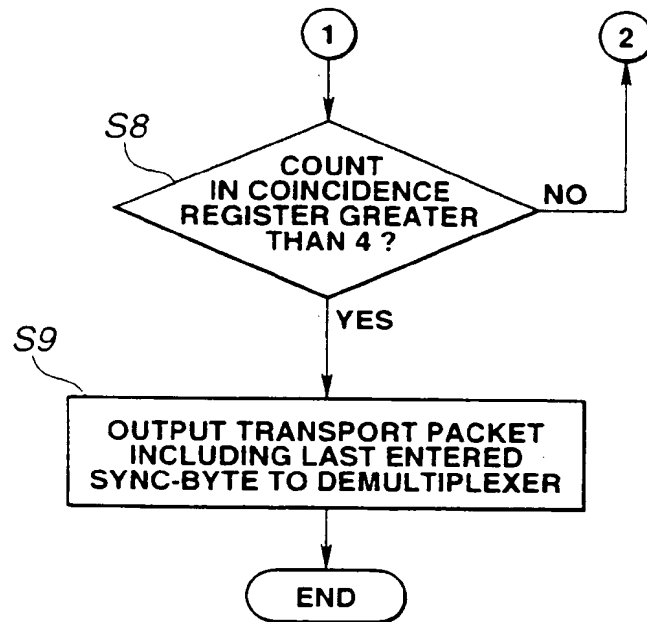 1
2
S8
COUNT
IN COINCIDENCE
REGISTER GREATER
THAN 4 ?
NO
YES
S9
OUTPUT TRANSPORT PACKET
INCLUDING LAST ENTERED
SYNC-BYTE TO DEMULTIPLEXER
END